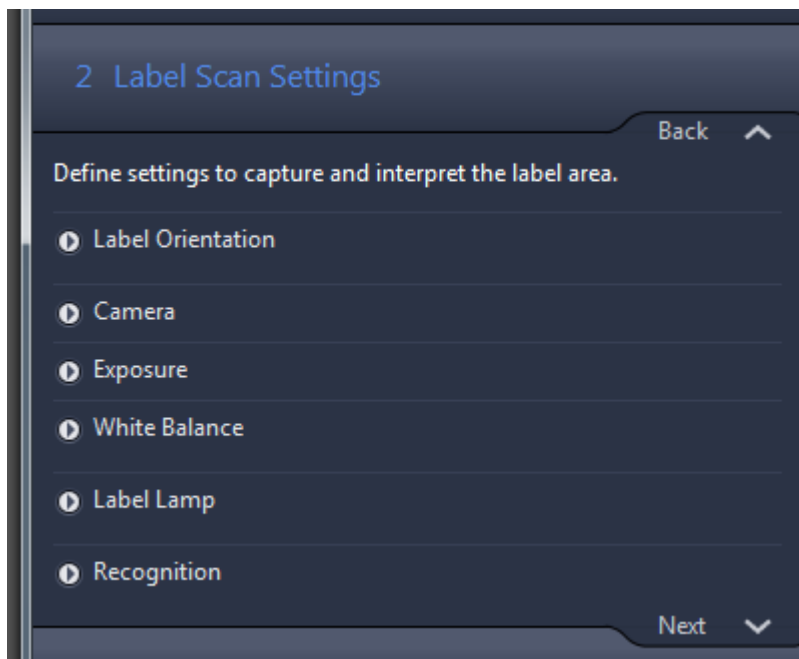 2 Label Scan Settings
Back
Define settings to capture and interpret the label area.
Label Orientation
Camera
Exposure
White Balance
Label Lamp
Recognition
Next